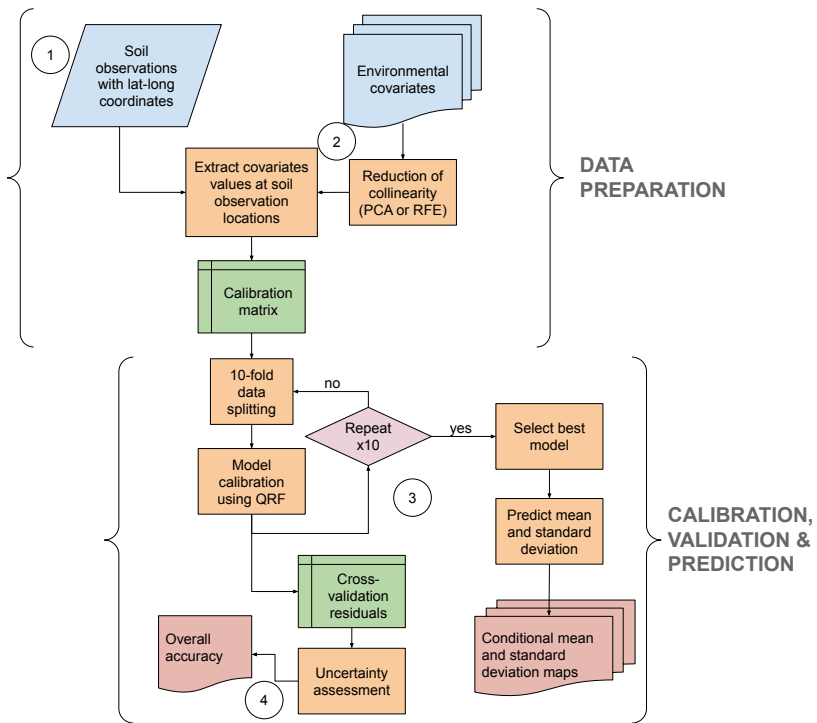 1
Soil
observations
with lat-long
coordinates
Environmental
covariates
2
Extract covariates
values at soil
observation
locations
Reduction of
collinearity
(PCA or RFE)
DATA
PREPARATION
Calibration
matrix
10-fold
data
splitting
no
Repeat
x10
yes
Select best
model
Model
calibration
using QRF
3
Predict mean
and standard
deviation
CALIBRATION,
VALIDATION &
PREDICTION
Cross-
validation
residuals
Overall
accuracy
4
Uncertainty
assessment
Conditional mean
and standard
deviation maps